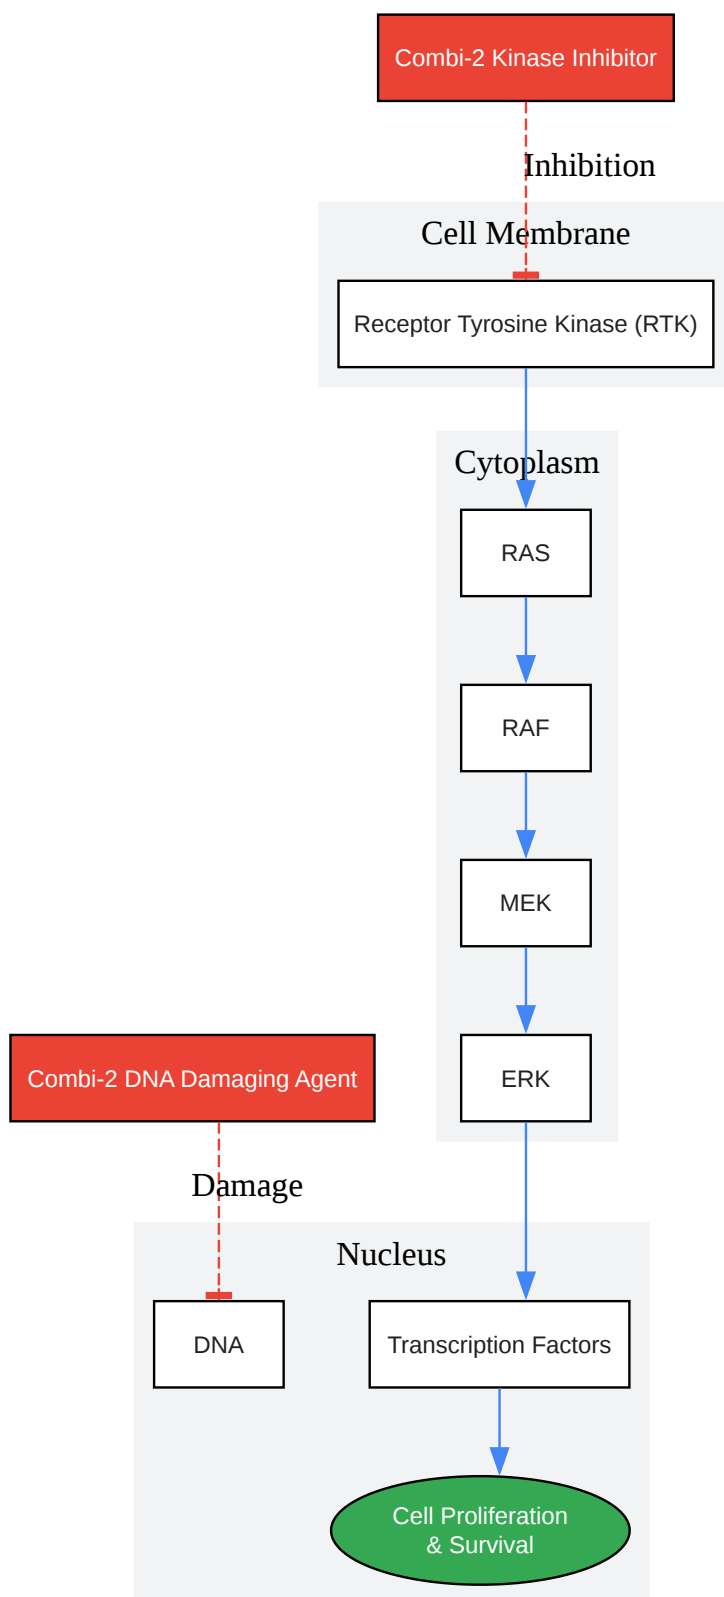 Combi-2 Kinase Inhibitor
Inhibition
Cell Membrane
Receptor Tyrosine Kinase (RTK)
Cytoplasm
RAS
RAF
MEK
ERK
Combi-2 DNA Damaging Agent
Damage
Nucleus
DNA
Transcription Factors
Cell Proliferation
& Survival